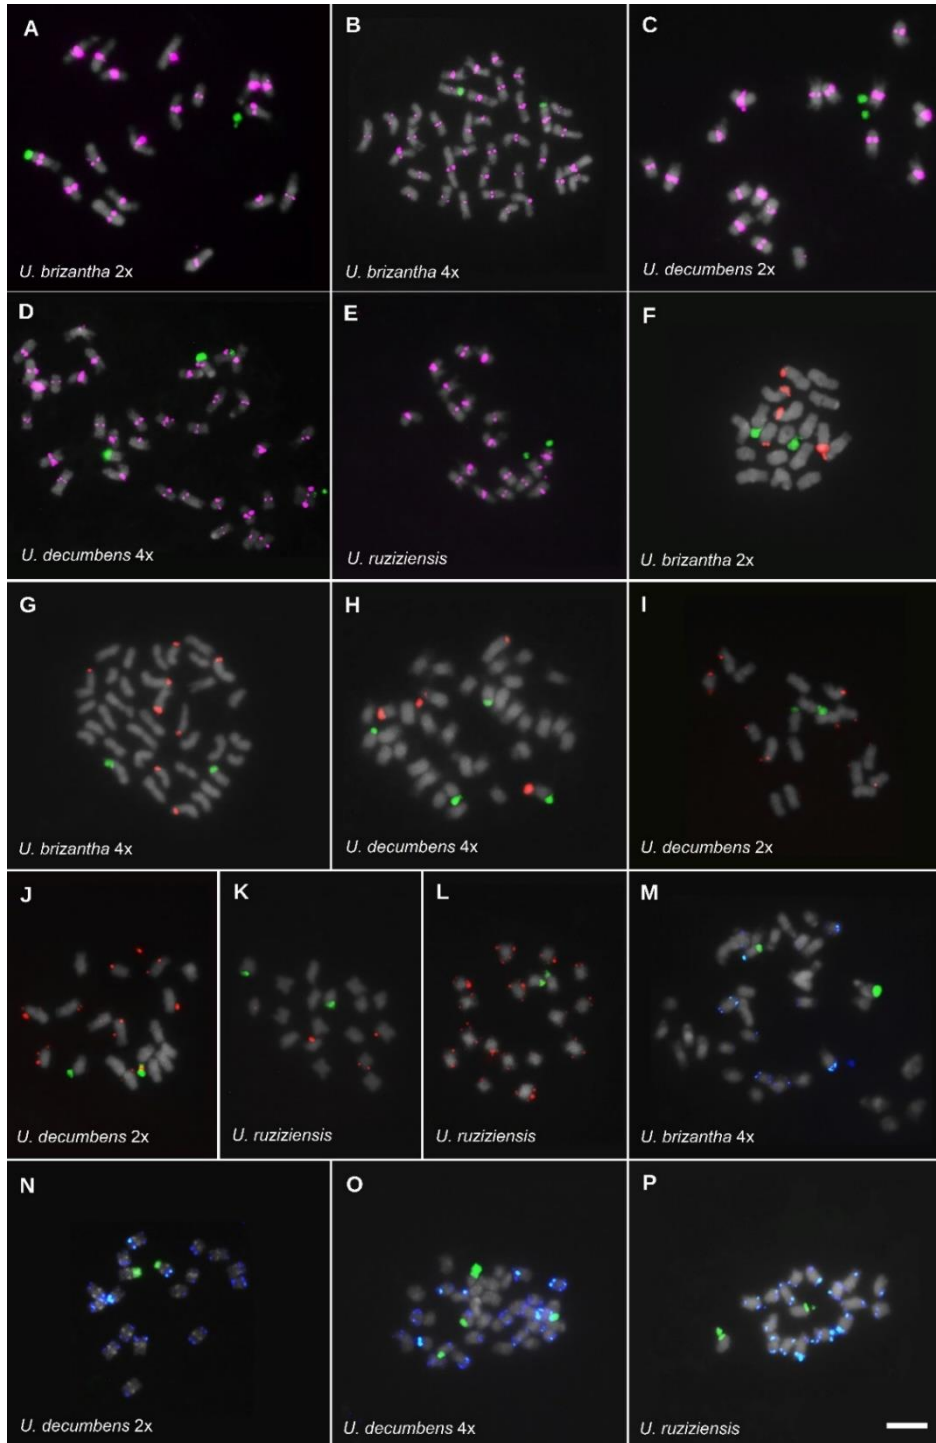 A
B
C
U. brizantha 2x
U. brizantha 4x
U. decumbens 2x
D
E
F
U. decumbens 4x
U. ruziziensis
U. brizantha 2x
G
H
I
U. brizantha 4x
U. decumbens 4x
U. decumbens 2x
J
K
L
M
U. decumbens 2x
U. ruziziensis
U. ruziziensis
U. brizantha 4x
N
O
P
U. decumbens 2x
U. decumbens 4x
U. ruziziensis